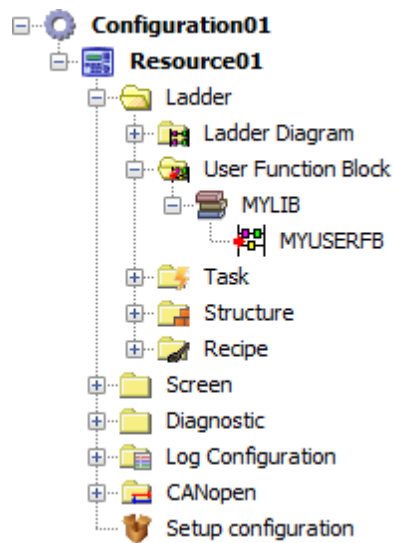 Configuration01
Resource01
Ladder
Ladder Diagram
User Function Block
MYLIB
MYUSERFB
Task
Structure
Recipe
Screen
Diagnostic
Log Configuration
CANopen
Setup configuration